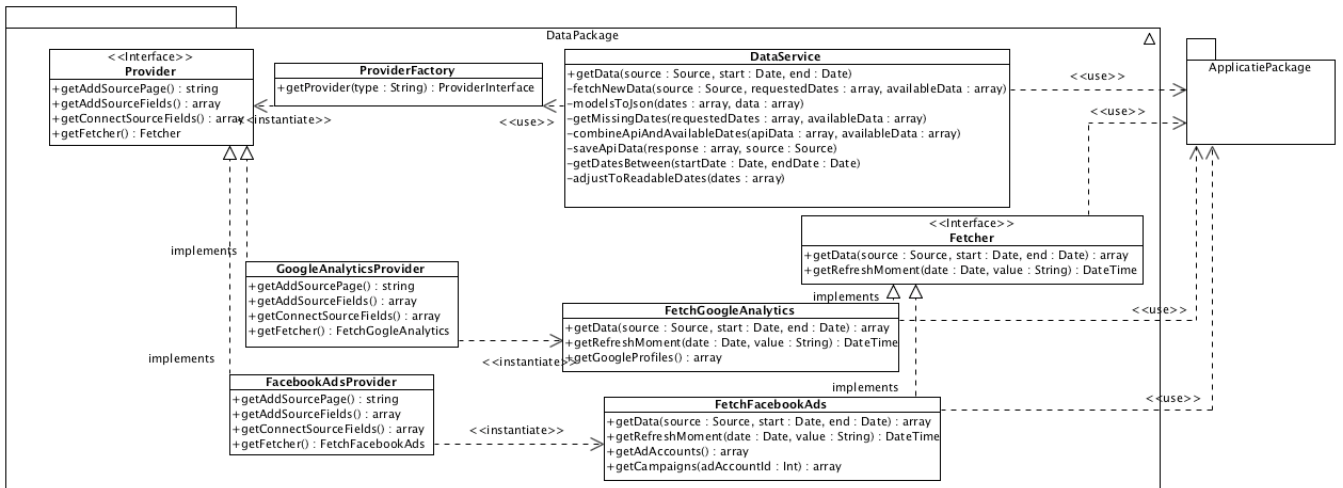 DataPackage
<<Interface>>
Provider
+getAddSourcePage() : string
+getAddSourceFields() : array
+getConnectSourceFields() : array
+getFetcher() : Fetcher
ProviderFactory
+getProvider(type : String) : ProviderInterface
<<instantiate>>
<<use>>
DataService
+getData(source : Source, start : Date, end : Date)
-fetchNewData(source : Source, requestedDates : array, availableData : array)
-modelsToJson(dates : array, data : array)
-getMissingDates(requestedDates : array, availableData : array)
-combineApiAndAvailableDates(apiData : array, availableData : array)
-saveApiData(response : array, source : Source)
-getDatesBetween(startDate : Date, endDate : Date)
-adjustToReadableDates(dates : array)
<<use>>
<<use>>
ApplicatiePackage
<<Interface>>
Fetcher
+getData(source : Source, start : Date, end : Date) : array
+getRefreshMoment(date : Date, value : String) : DateTime
implements
implements
GoogleAnalyticsProvider
+getAddSourcePage() : string
+getAddSourceFields() : array
+getConnectSourceFields() : array
+getFetcher() : FetchGogleAnalytics
<<instantiate>>
FetchGoogleAnalytics
+getData(source : Source, start : Date, end : Date) : array
+getRefreshMoment(date : Date, value : String) : DateTime
+getGoogleProfiles() : array
<<use>>
implements
implements
FacebookAdsProvider
+getAddSourcePage() : string
+getAddSourceFields() : array
+getConnectSourceFields() : array
+getFetcher() : FetchFacebookAds
<<instantiate>>
FetchFacebookAds
+getData(source : Source, start : Date, end : Date) : array
+getRefreshMoment(date : Date, value : String) : DateTime
+getAdAccounts() : array
+getCampaigns(adAccountId : Int) : array
<<use>>